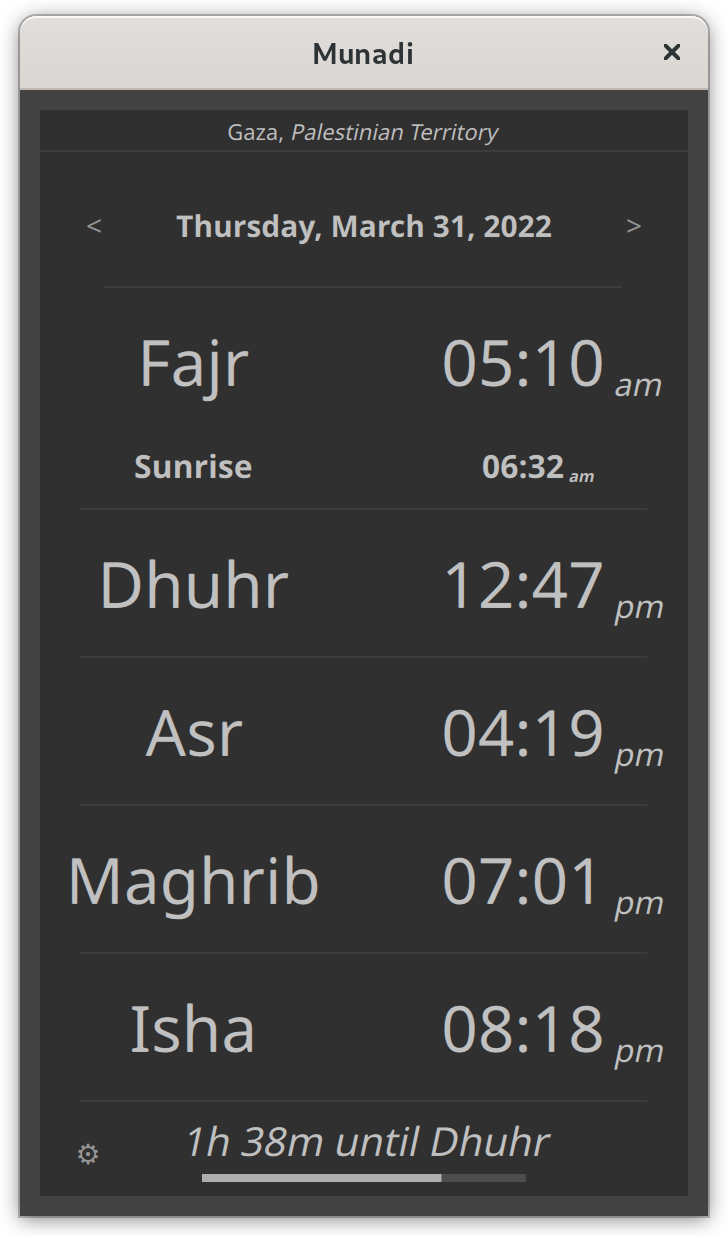 Munadi ×
Gaza, Palestinian Territory
< Thursday, March 31, 2022 >
Fajr 05:10 am
Sunrise 06:32 am
Dhuhr 12:47 pm
Asr 04:19 pm
Maghrib 07:01 pm
Isha 08:18 pm
1h 38m until Dhuhr